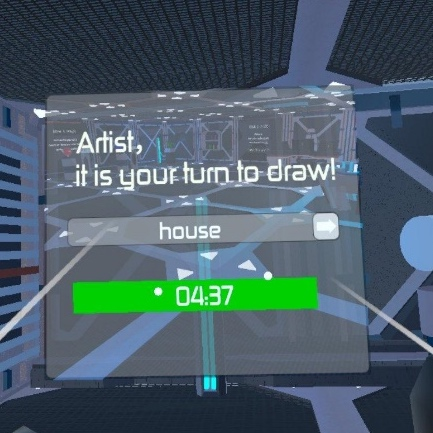 Artist,
it is your turn to draw!
house
04:37